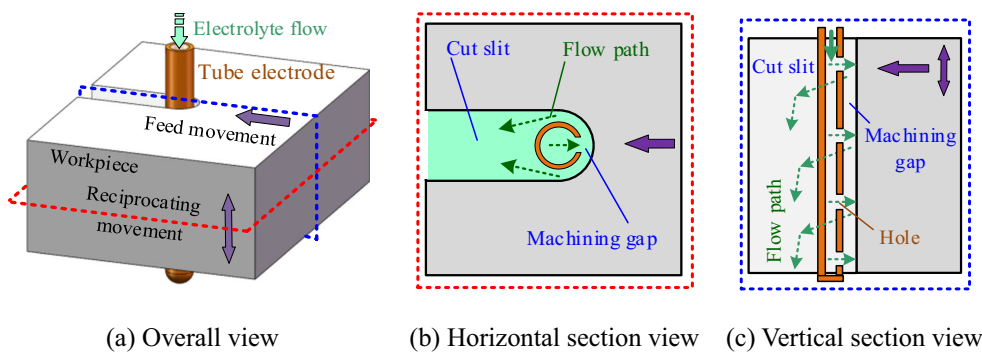 Electrolyte flow
Tube electrode
Feed movement
Workpiece
Reciprocating
movement
(a) Overall view
Cut slit
Flow path
Machining gap
(b) Horizontal section view
Cut slit
Machining
gap
Flow path
Hole
(c) Vertical section view